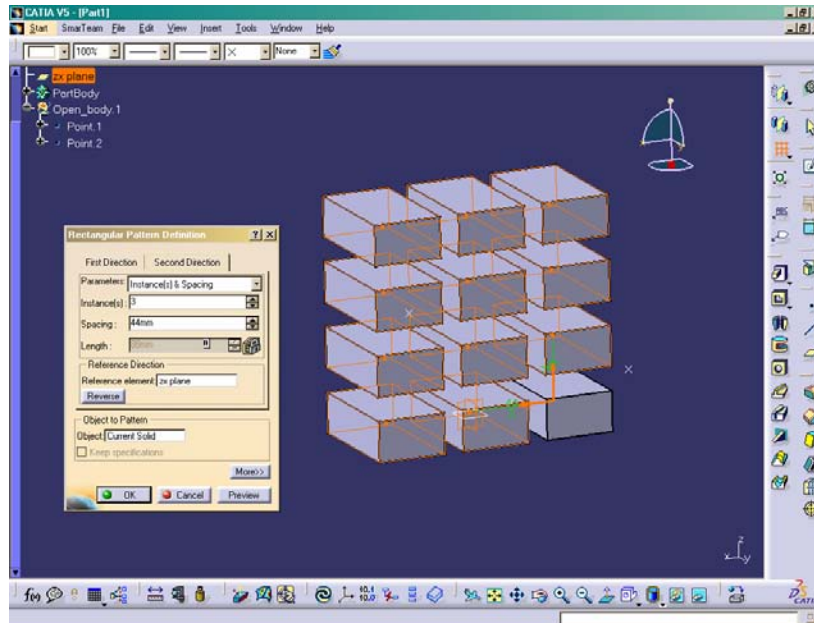 CATIA V5 - [Part1]
Start SmarTeam File Edit View Insert Tools Window Help
100% None
zx plane
PartBody
Open_body.1
Point.1
Point.2
Rectangular Pattern Definition ? X
First Direction Second Direction
Parameters: Instance(s) & Spacing
Instance(s) : 3
Spacing : 44mm
Length :
Reference Direction
Reference element: zx plane
Reverse
Object to Pattern
Object: Current Solid
Keep specifications
More>>
OK Cancel Preview
z
x y
f(x)
CATIA